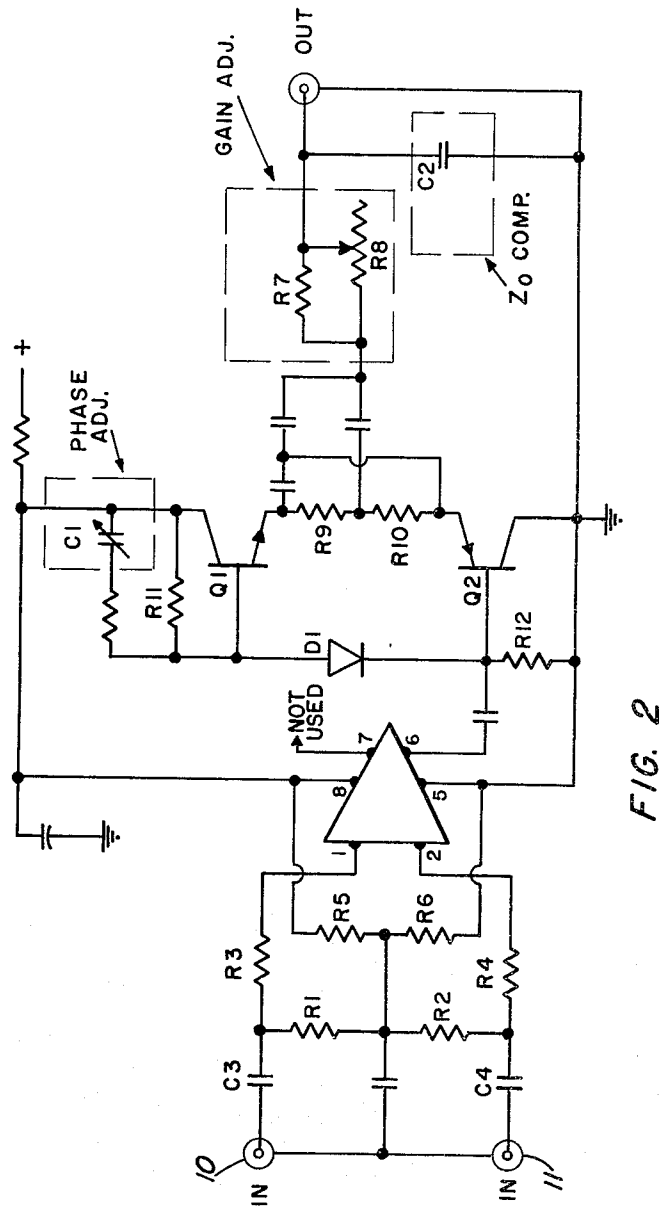 GAIN ADJ.
OUT
R7
R8
C2
ZO COMP.
+
PHASE
ADJ.
C1
R11
Q1
R9
R10
Q2
D1
R12
NOT
USED
7
6
8
5
1
2
R3
R5
R6
R4
R1
R2
C3
C4
10
IN
IN
11
FIG. 2